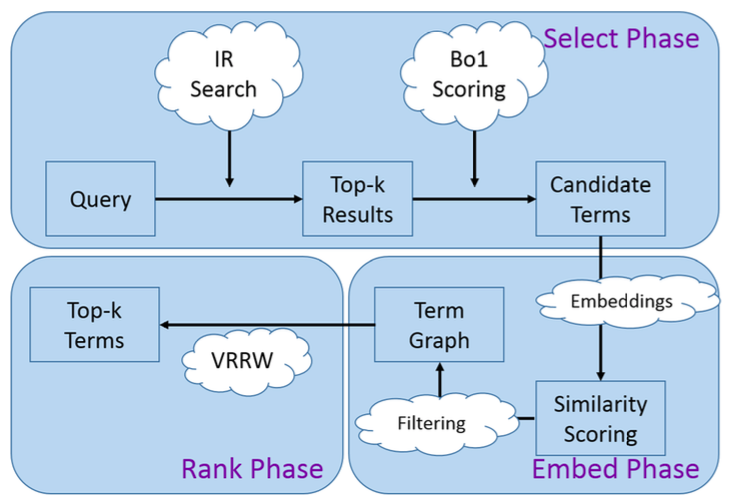 Select Phase
IR
Search
Bo1
Scoring
Query
Top-k
Results
Candidate
Terms
Embeddings
Top-k
Terms
Term
Graph
VRRW
Filtering
Similarity
Scoring
Rank Phase
Embed Phase